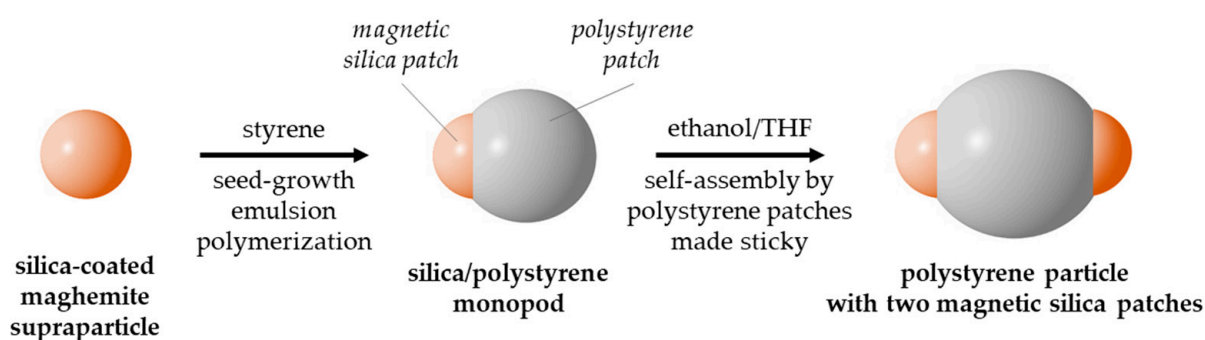 magnetic
silica patch
polystyrene
patch
styrene
seed-growth
emulsion
polymerization
ethanol/THF
self-assembly by
polystyrene patches
made sticky
silica-coated
maghemite
supraparticle
silica/polystyrene
monopod
polystyrene particle
with two magnetic silica patches